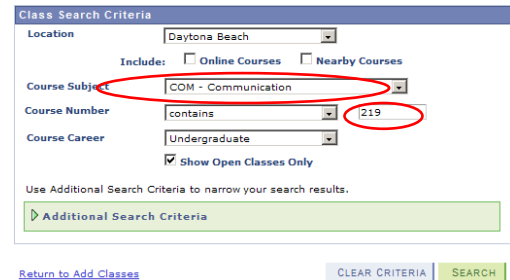 Class Search Criteria
Location Daytona Beach
Include: Online Courses Nearby Courses
Course Subject COM - Communication
Course Number contains 219
Course Career Undergraduate
Show Open Classes Only
Use Additional Search Criteria to narrow your search results.
Additional Search Criteria
Return to Add Classes CLEAR CRITERIA SEARCH